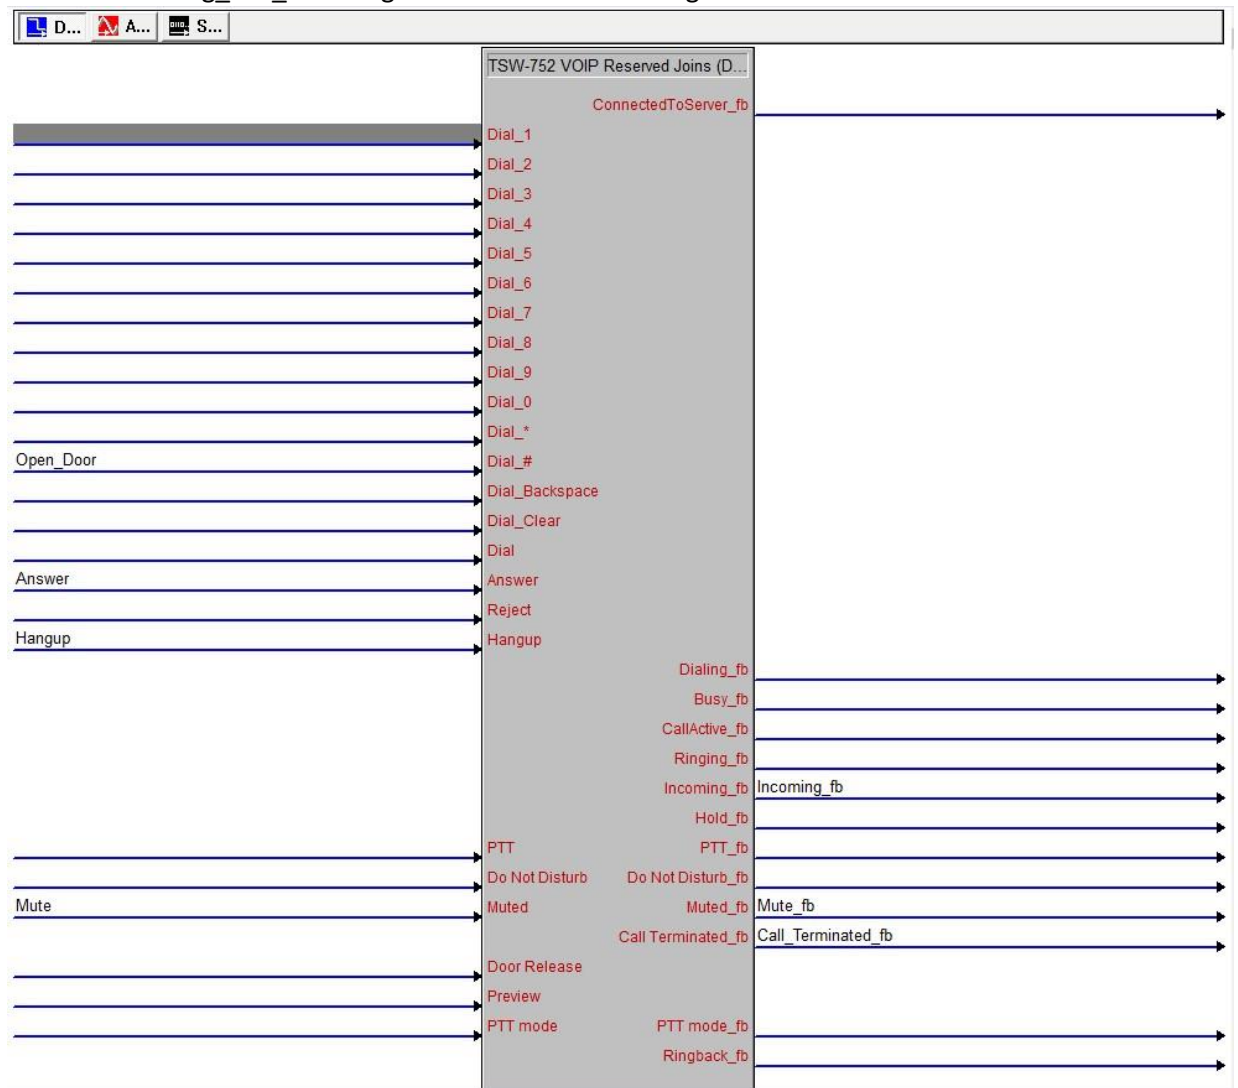 D... A... S...
TSW-752 VOIP Reserved Joins (D...
ConnectedToServer_fb
Dial_1
Dial_2
Dial_3
Dial_4
Dial_5
Dial_6
Dial_7
Dial_8
Dial_9
Dial_0
Dial_*
Open_Door Dial_#
Dial_Backspace
Dial_Clear
Dial
Answer Answer
Reject
Hangup Hangup
Dialing_fb
Busy_fb
CallActive_fb
Ringing_fb
Incoming_fb Incoming_fb
Hold_fb
PTT PTT_fb
Do Not Disturb Do Not Disturb_fb
Mute Muted Muted_fb Mute_fb
Call Terminated_fb Call_Terminated_fb
Door Release
Preview
PTT mode PTT mode_fb
Ringback_fb